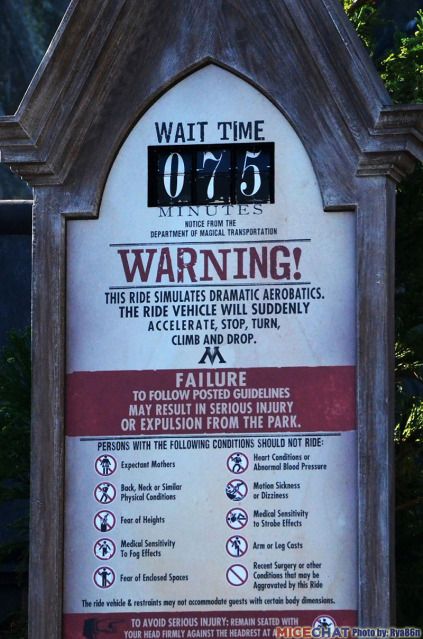 WAIT TIME
075
MINUTES
NOTICE FROM THE
DEPARTMENT OF MAGICAL TRANSPORTATION
WARNING!
THIS RIDE SIMULATES DRAMATIC AEROBATICS.
THE RIDE VEHICLE WILL SUDDENLY
ACCELERATE, STOP, TURN,
CLIMB AND DROP.
M
FAILURE
TO FOLLOW POSTED GUIDELINES
MAY RESULT IN SERIOUS INJURY
OR EXPULSION FROM THE PARK.
PERSONS WITH THE FOLLOWING CONDITIONS SHOULD NOT RIDE:
Expectant Mothers
Back, Neck or Similar
Physical Conditions
Fear of Heights
Medical Sensitivity
To Fog Effects
Fear of Enclosed Spaces
Heart Conditions or
Abnormal Blood Pressure
Motion Sickness
or Dizziness
Medical Sensitivity
to Strobe Effects
Arm or Leg Casts
Recent Surgery or other
Conditions that may be
Aggravated by this Ride
The ride vehicle & restraints may not accommodate guests with certain body dimensions.
TO AVOID SERIOUS INJURY: REMAIN SEATED WITH
YOUR HEAD FIRMLY AGAINST THE HEADREST AT
MICECHAT Photo by: RyaB6n